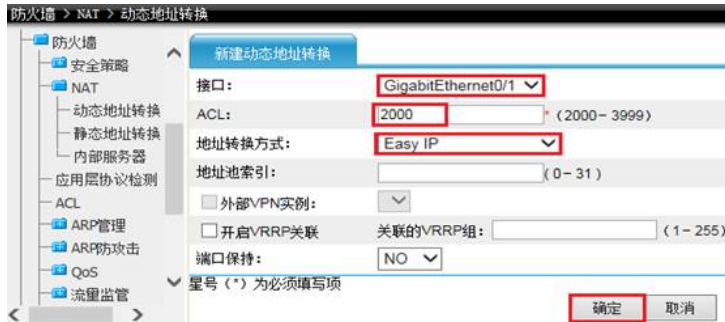 防火墙 > NAT > 动态地址转换
防火墙
安全策略
NAT
动态地址转换
静态地址转换
内部服务器
应用层协议检测
ACL
ARP管理
ARP防攻击
QoS
流量监管
新建动态地址转换
接口： GigabitEthernet0/1
ACL： 2000 * (2000-3999)
地址转换方式： Easy IP
地址池索引： (0-31)
外部VPN实例：
开启VRRP关联 关联的VRRP组： (1-255)
端口保持： NO
星号（*）为必须填写项
确定 取消